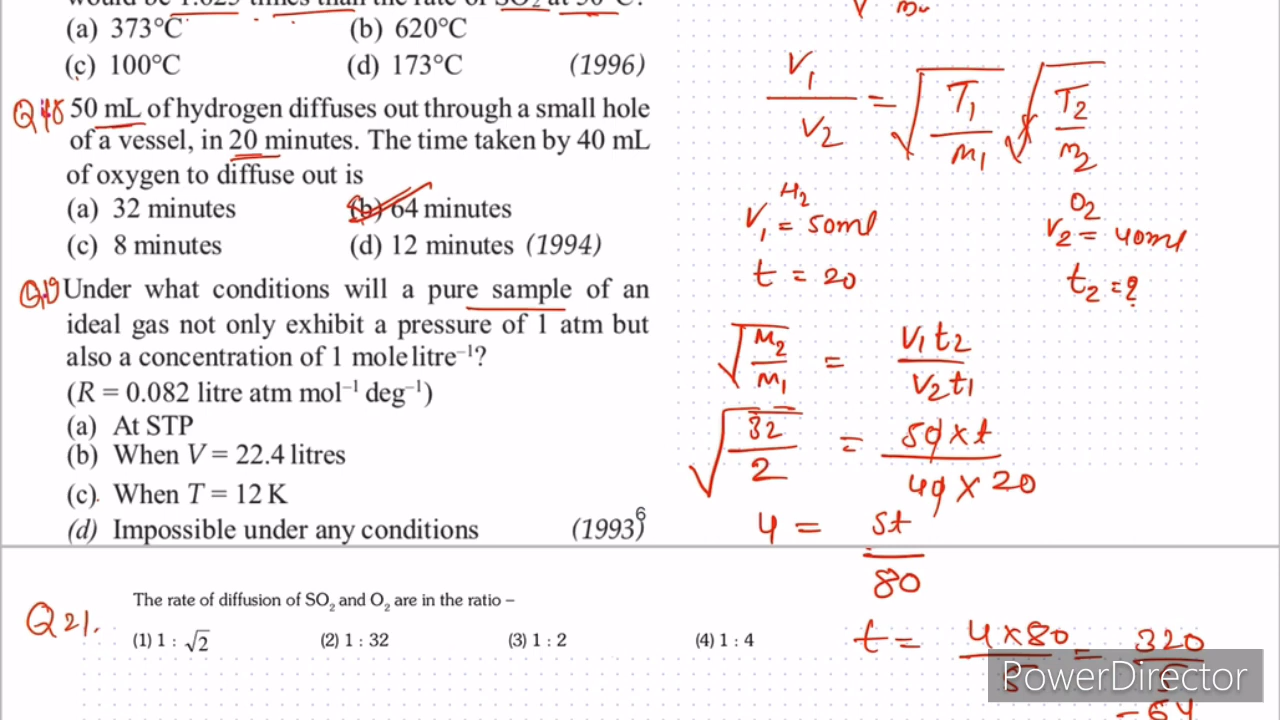 would be 1.625 times than the rate of SO₂ at 50°C?
(a) 373°C (b) 620°C
(c) 100°C (d) 173°C (1996)
50 mL of hydrogen diffuses out through a small hole
of a vessel, in 20 minutes. The time taken by 40 mL
of oxygen to diffuse out is
(a) 32 minutes (b) 64 minutes
(c) 8 minutes (d) 12 minutes (1994)
Under what conditions will a pure sample of an
ideal gas not only exhibit a pressure of 1 atm but
also a concentration of 1 mole litre⁻¹?
(R = 0.082 litre atm mol⁻¹ deg⁻¹)
(a) At STP
(b) When V = 22.4 litres
(c) When T = 12 K
(d) Impossible under any conditions (1993)
6
Q 21.
The rate of diffusion of SO₂ and O₂ are in the ratio –
(1) 1 : √2 (2) 1 : 32 (3) 1 : 2 (4) 1 : 4
V₁/V₂ = √T₁/M₁ √T₂/M₂
H₂ O₂
V₁ = 50ml V₂ = 40ml
t = 20 t₂ = ?
√M₂/M₁ = V₁t₂/V₂t₁
√32/2 = 50 × t/40 × 20
4 = 5t/80
t = 4 × 80/5 = 320/5
= 64
PowerDirector